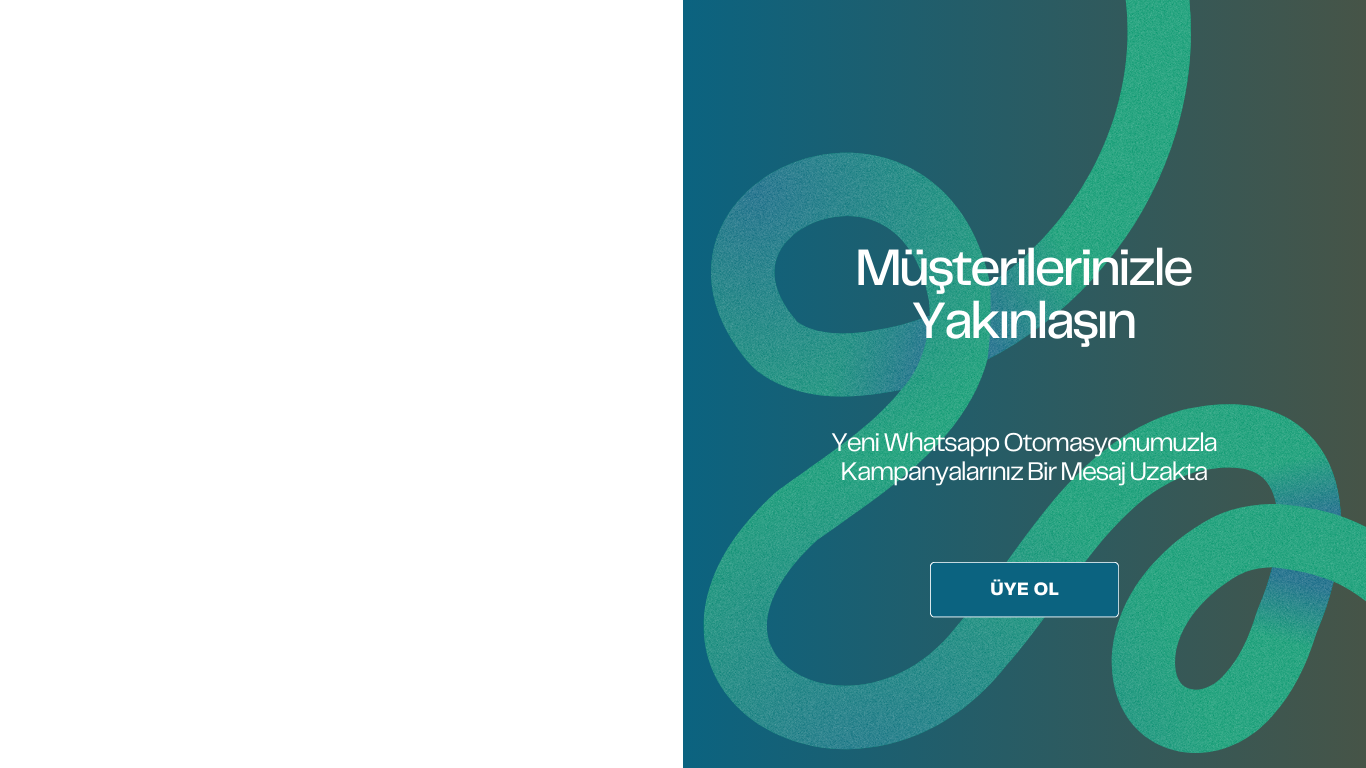 Müşterilerinizle
Yakınlaşın
Yeni Whatsapp Otomasyonumuzla
Kampanyalarınız Bir Mesaj Uzakta
ÜYE OL